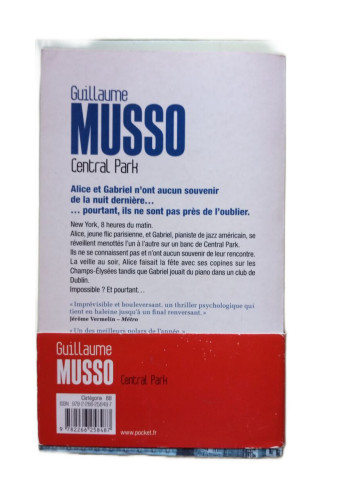 Guillaume
MUSSO
Central Park
Alice et Gabriel n'ont aucun souvenir
de la nuit dernière...
... pourtant, ils ne sont pas près de l'oublier.
New York, 8 heures du matin.
Alice, jeune flic parisienne, et Gabriel, pianiste de jazz américain, se
réveillent menottés l'un à l'autre sur un banc de Central Park.
Ils ne se connaissent pas et n'ont aucun souvenir de leur rencontre.
La veille au soir, Alice faisait la fête avec ses copines sur les
Champs-Élysées tandis que Gabriel jouait du piano dans un club de
Dublin.
Impossible ? Et pourtant...
« Imprévisible et bouleversant, un thriller psychologique qui
tient en haleine jusqu'à un final renversant. »
Jérôme Vermelin – Métro
« Un des meilleurs polars de l'année. »
Guillaume
MUSSO Central Park
Catégorie
ISBN
9 782266 258487
www.pocket.fr